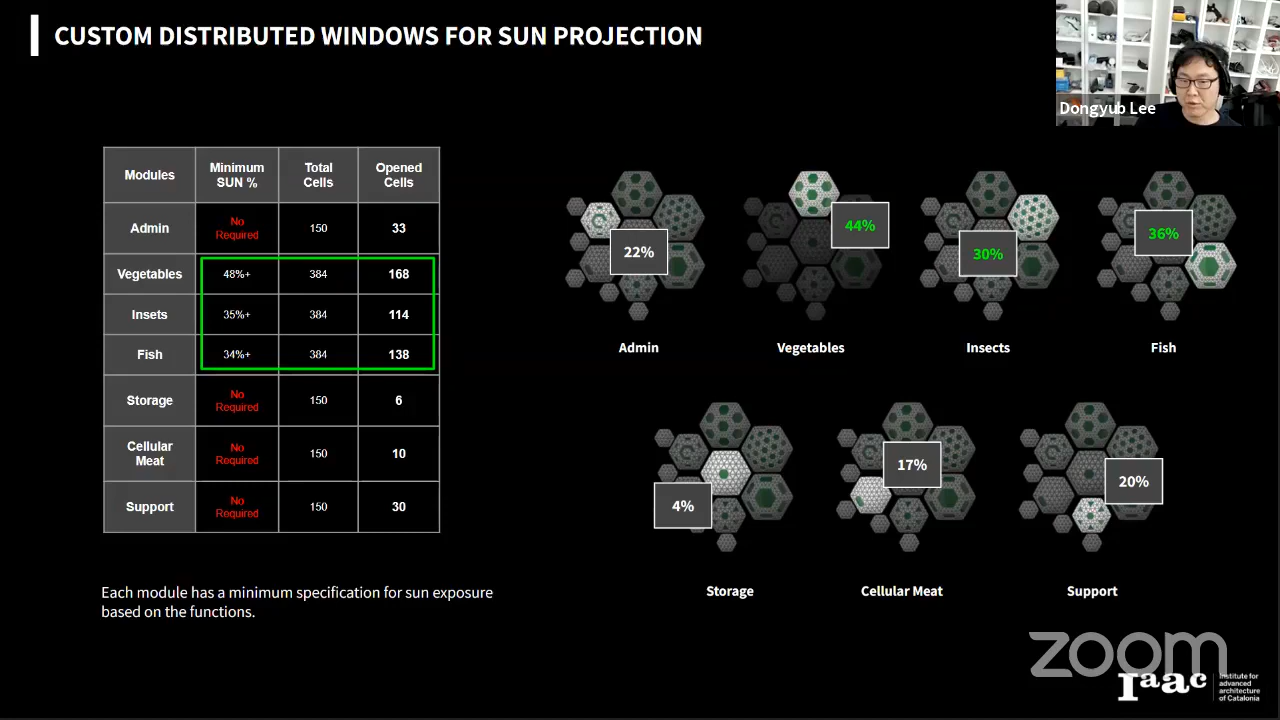 CUSTOM DISTRIBUTED WINDOWS FOR SUN PROJECTION
Dongyub Lee
Modules
Minimum
SUN %
Total
Cells
Opened
Cells
Admin
No
Required
150
33
Vegetables
48%+
384
168
Insets
35%+
384
114
Fish
34%+
384
138
Storage
No
Required
150
6
Cellular
Meat
No
Required
150
10
Support
No
Required
150
30
Each module has a minimum specification for sun exposure
based on the functions.
22%
44%
30%
36%
Admin
Vegetables
Insects
Fish
4%
17%
20%
Storage
Cellular Meat
Support
zoom
Iaac
Institute for
advanced
architecture
of Catalonia